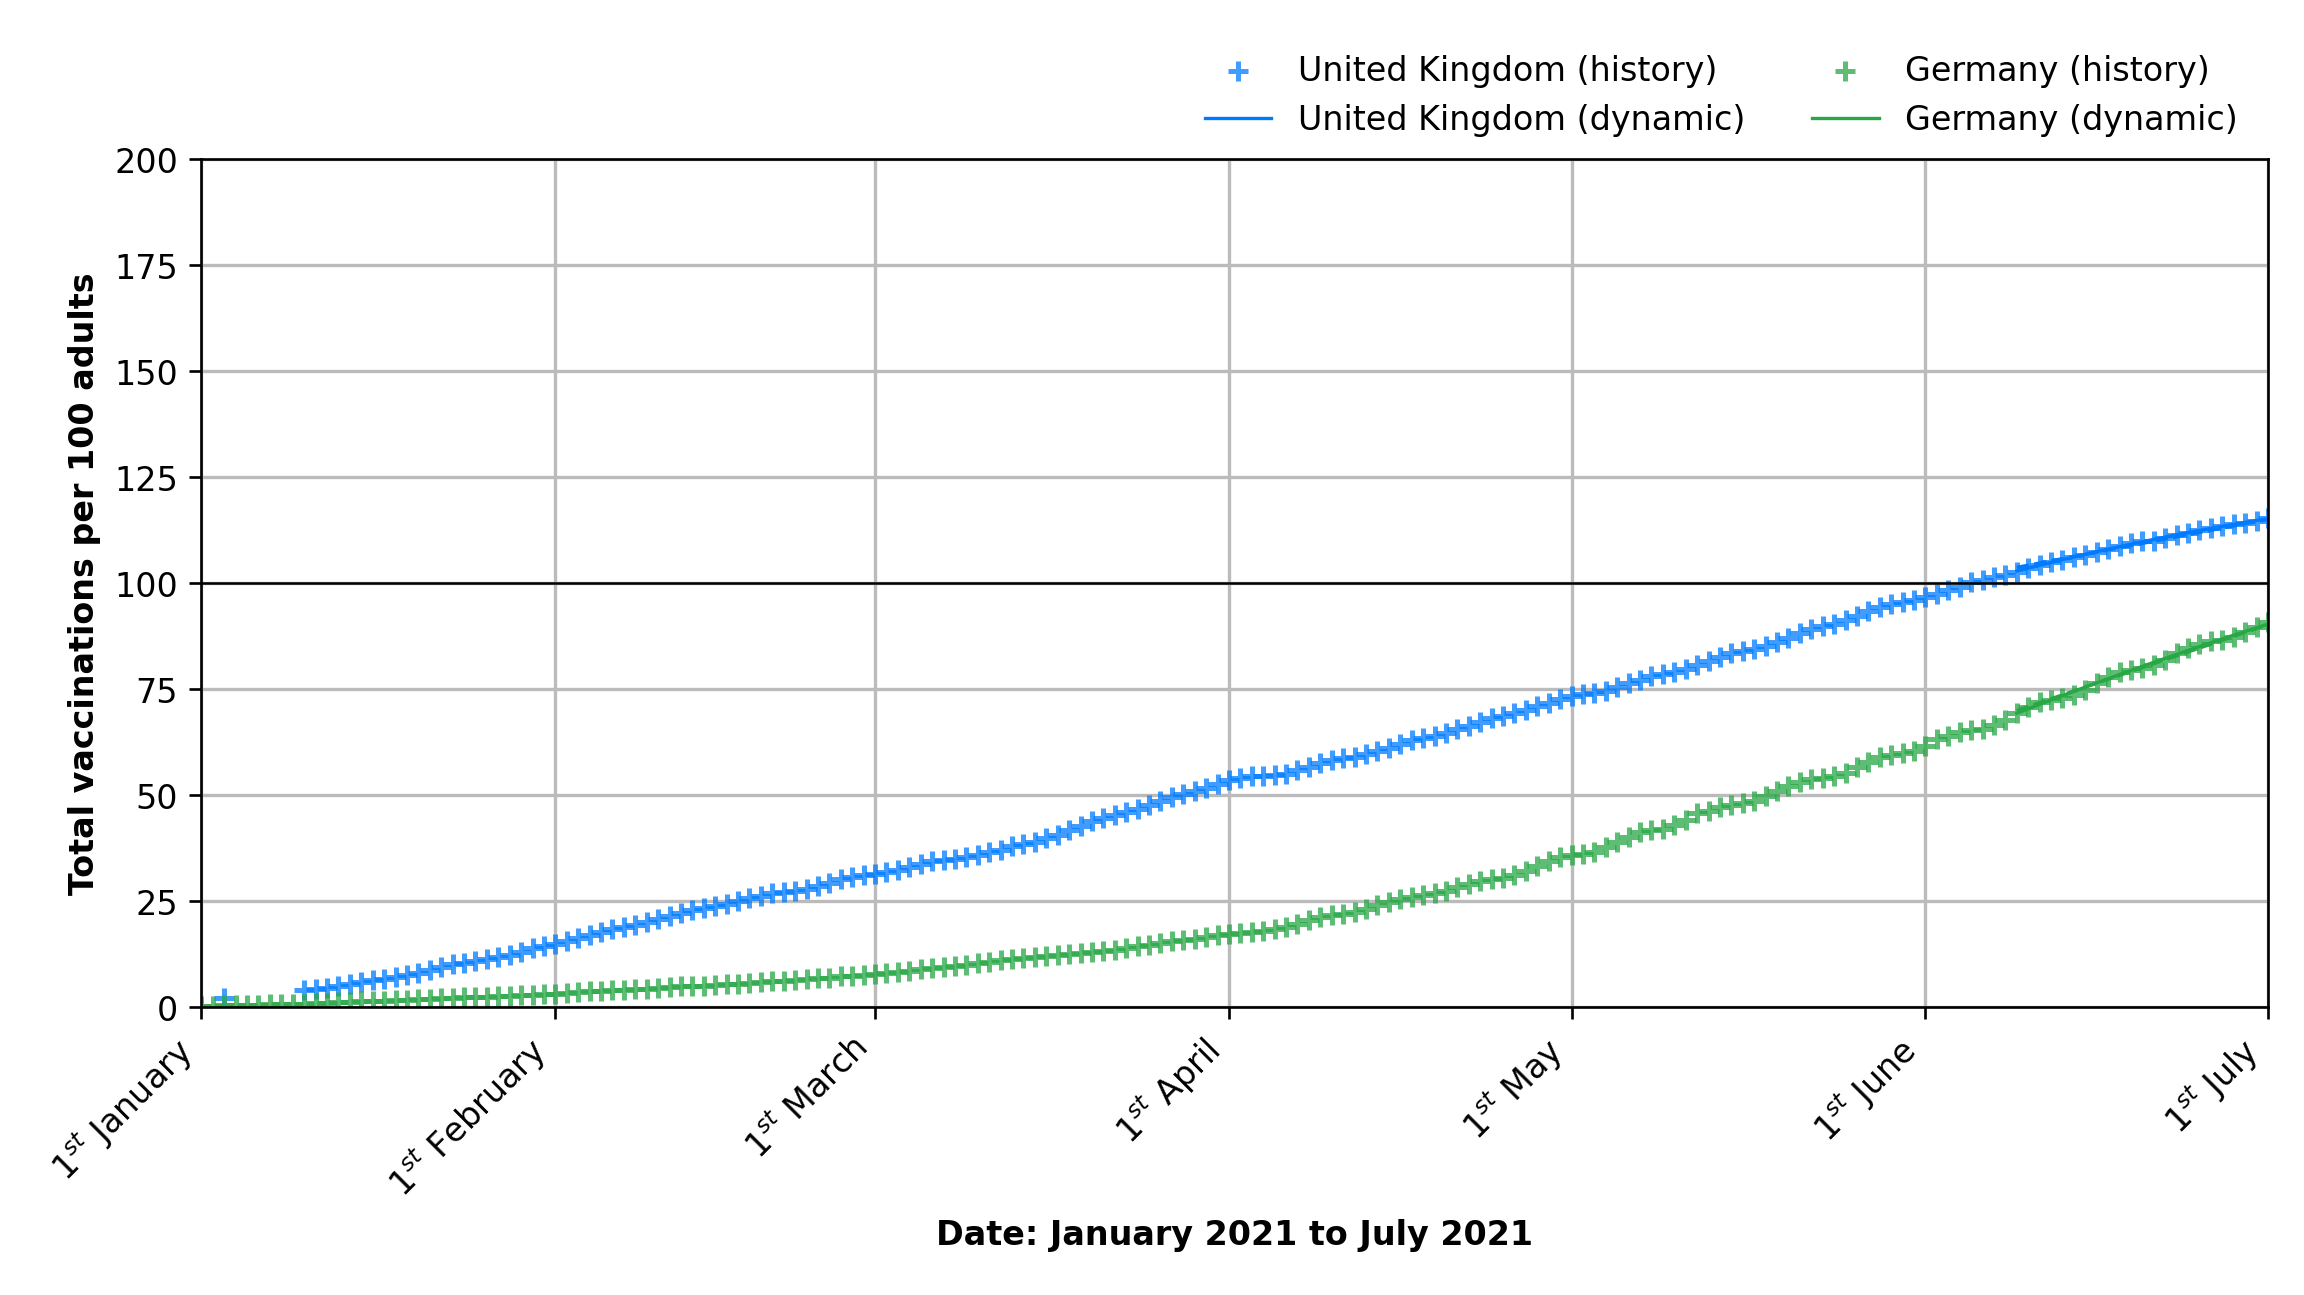 United Kingdom (history)
United Kingdom (dynamic)
Germany (history)
Germany (dynamic)
Total vaccinations per 100 adults
200
175
150
125
100
75
50
25
0
1st January
1st February
1st March
1st April
1st May
1st June
1st July
Date: January 2021 to July 2021